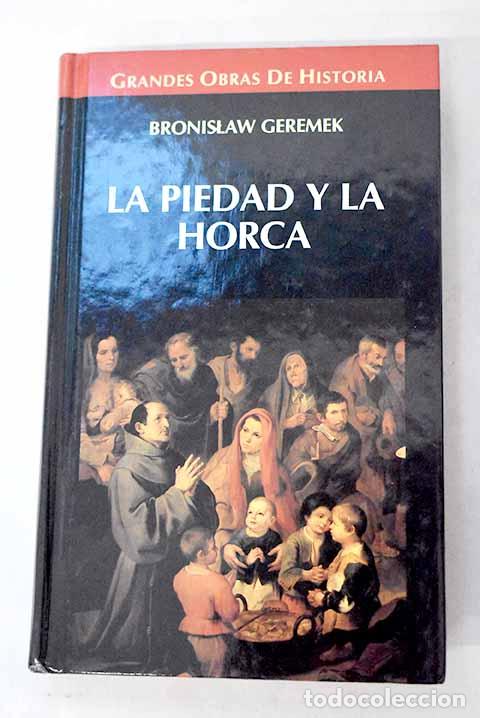 GRANDES OBRAS DE HISTORIA
BRONISŁAW GEREMEK
LA PIEDAD Y LA
HORCA
todocoleccion